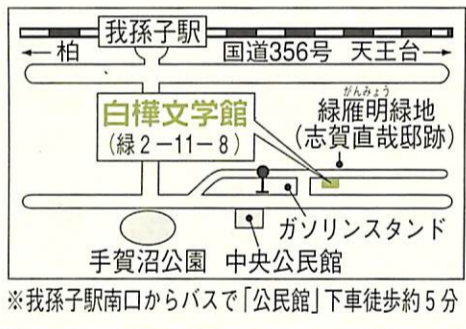 我孫子駅
←柏
国道356号 天王台→
白樺文学館
(緑2-11-8)
がんみょう
緑雁明緑地
(志賀直哉邸跡)
ガソリンスタンド
手賀沼公園 中央公民館
※我孫子駅南口からバスで「公民館」下車徒歩約5分